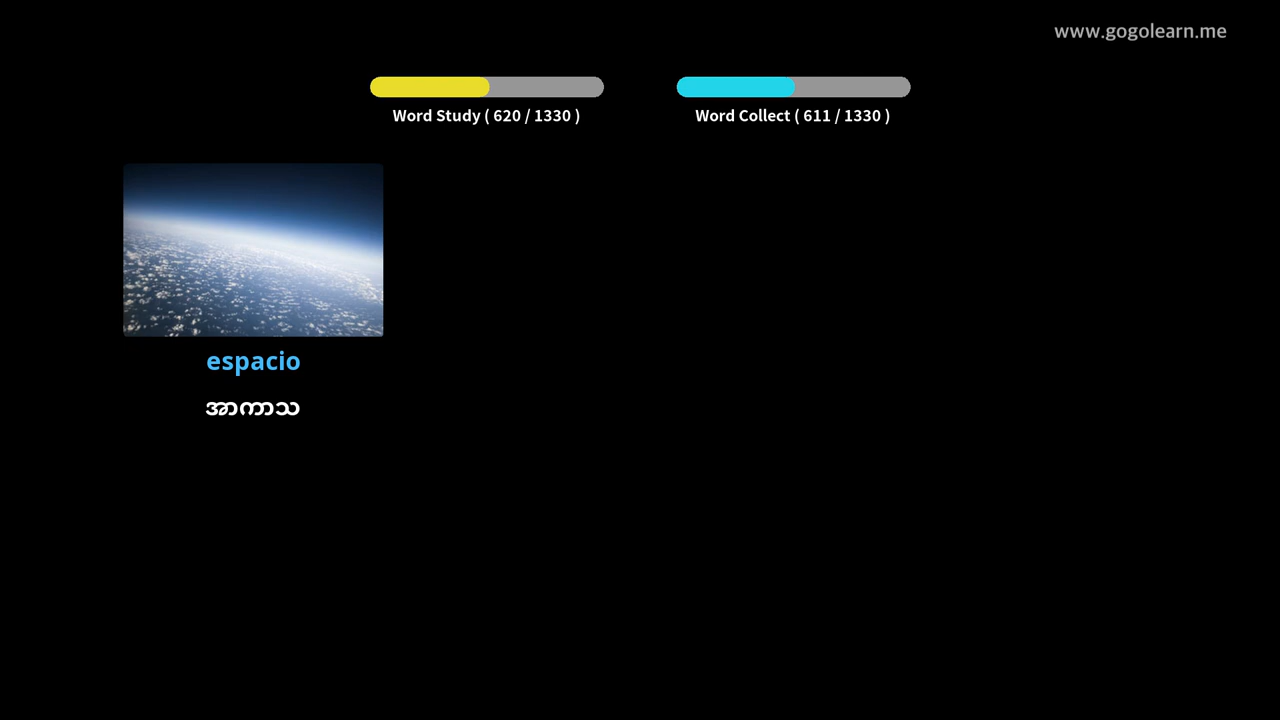 www.gogolearn.me
Word Study ( 620 / 1330 )
Word Collect ( 611 / 1330 )
espacio
အာကာသ